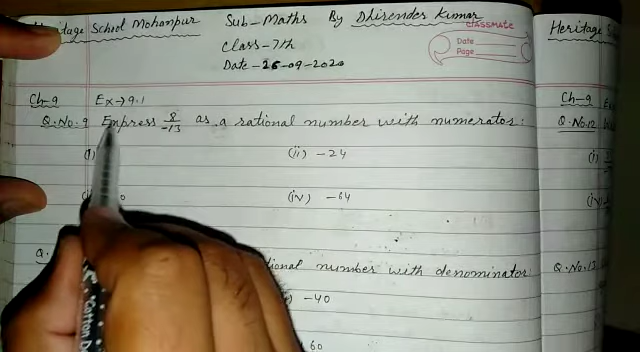 Heritage School Mohanpur Sub-Maths By Dhirender Kumar
CLASSMATE
Class-7th
Date
Page
Date-26-09-2020
Ch-9 Ex→9.1
Q.No.9 Express 8/-13 as a rational number with numerator:
(ii) -24
(iv) -64
tional number with denominator
-40
60
Heritage S
Ch-9
Q.No.12
(iv)
Q.No.13